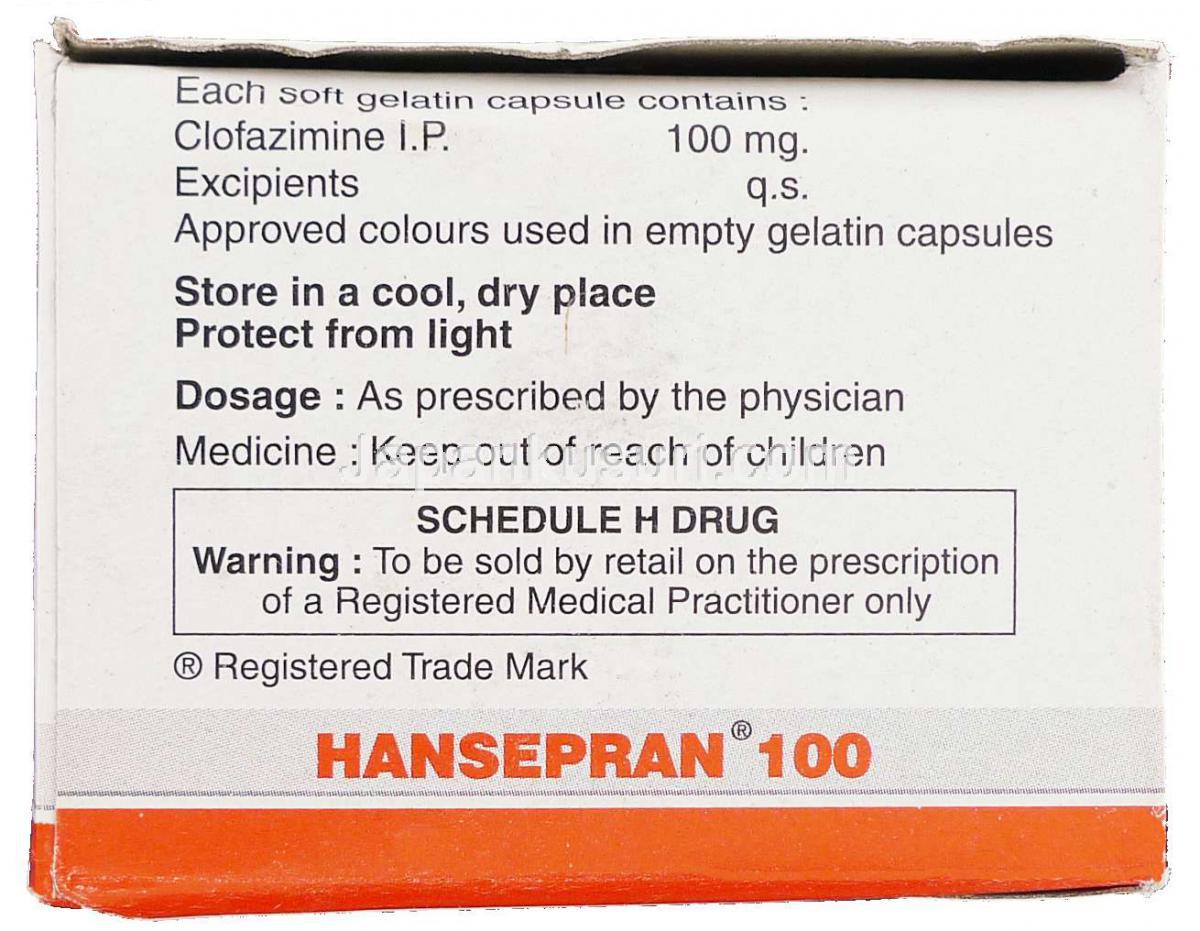 Each soft gelatin capsule contains :
Clofazimine I.P. 100 mg.
Excipients q.s.
Approved colours used in empty gelatin capsules
Store in a cool, dry place
Protect from light
Dosage : As prescribed by the physician
Medicine : Keep out of reach of children
SCHEDULE H DRUG
Warning : To be sold by retail on the prescription
of a Registered Medical Practitioner only
® Registered Trade Mark
HANSEPRAN® 100